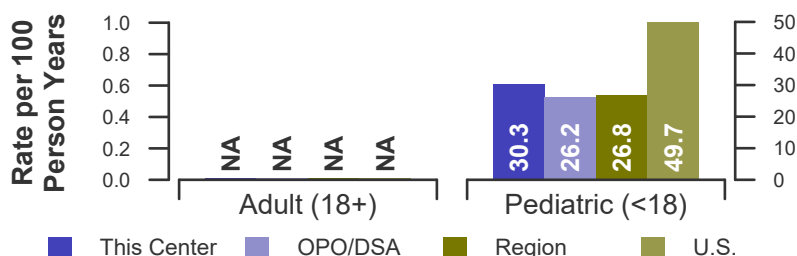 Rate per 100
Person Years
1.0
0.8
0.6
0.4
0.2
0.0
NA NA NA NA
30.3 26.2 26.8 49.7
50
40
30
20
10
0
Adult (18+) Pediatric (<18)
This Center OPO/DSA Region U.S.